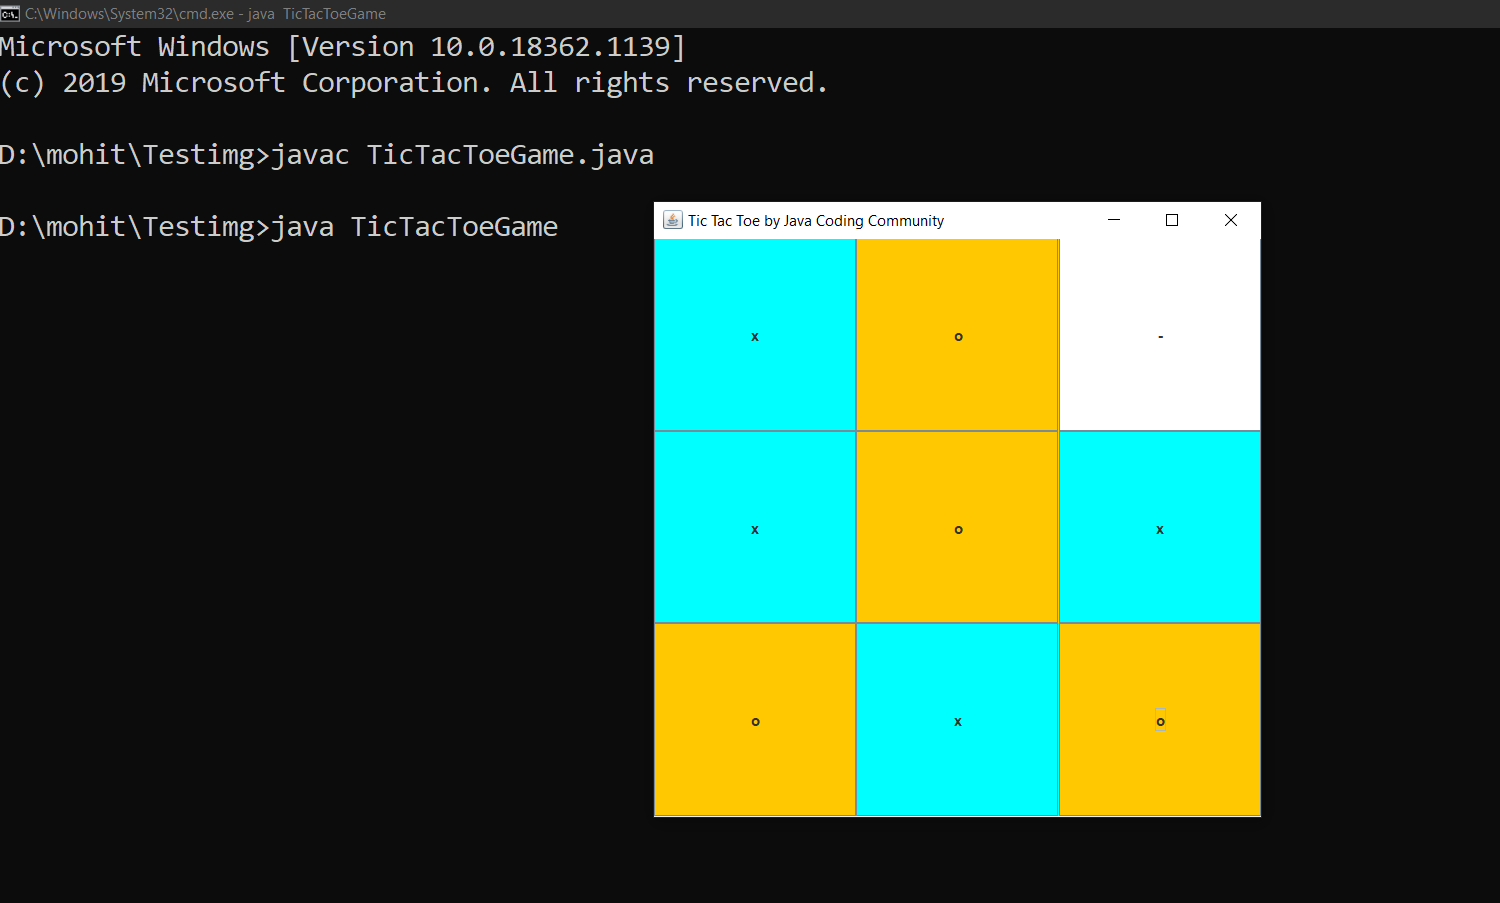 C:\Windows\System32\cmd.exe - java  TicTacToeGame
Microsoft Windows [Version 10.0.18362.1139]
(c) 2019 Microsoft Corporation. All rights reserved.
D:\mohit\Testimg>javac TicTacToeGame.java
D:\mohit\Testimg>java TicTacToeGame
Tic Tac Toe by Java Coding Community
x o -
x o x
o x o